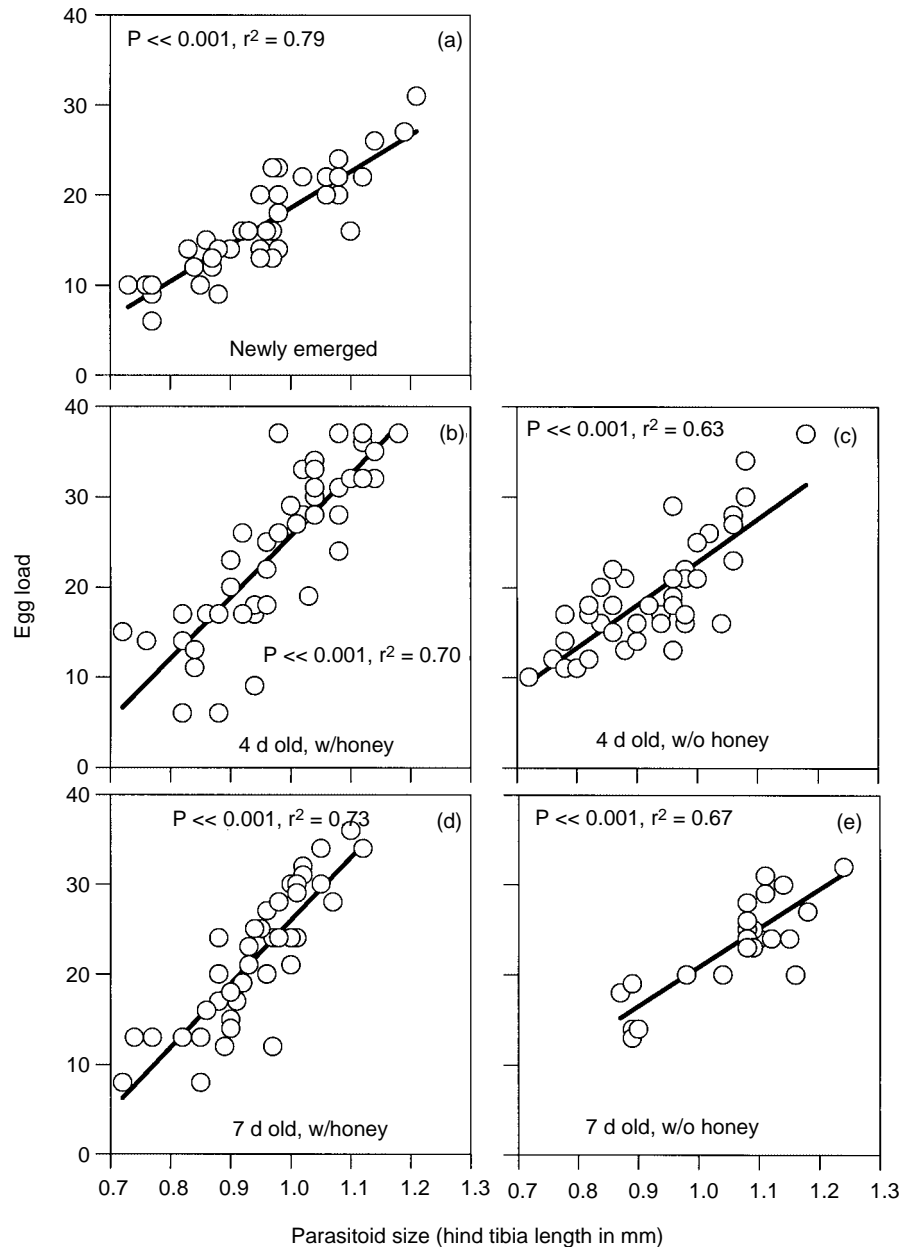 40
P << 0.001, r² = 0.79
(a)
30
20
10
Newly emerged
0
40
(b)
P << 0.001, r² = 0.63
(c)
30
20
Egg load
10
P << 0.001, r² = 0.70
4 d old, w/honey
4 d old, w/o honey
0
40
P << 0.001, r² = 0.73
(d)
P << 0.001, r² = 0.67
(e)
30
20
10
7 d old, w/honey
7 d old, w/o honey
0
0.7 0.8 0.9 1.0 1.1 1.2 1.3
0.7 0.8 0.9 1.0 1.1 1.2 1.3
Parasitoid size (hind tibia length in mm)